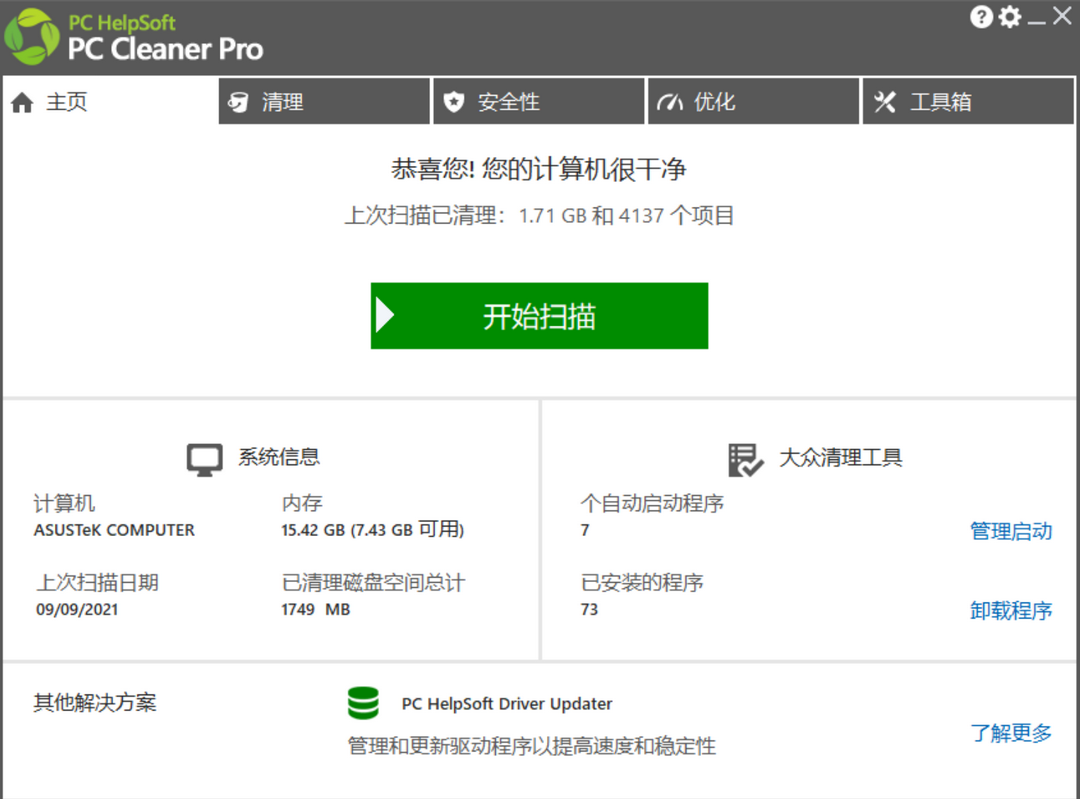 PC HelpSoft
PC Cleaner Pro
主页
清理
安全性
优化
工具箱
恭喜您! 您的计算机很干净
上次扫描已清理：1.71 GB 和 4137 个项目
开始扫描
系统信息
计算机
内存
ASUSTeK COMPUTER
15.42 GB (7.43 GB 可用)
上次扫描日期
已清理磁盘空间总计
09/09/2021
1749 MB
大众清理工具
个自动启动程序
7
管理启动
已安装的程序
73
卸载程序
其他解决方案
PC HelpSoft Driver Updater
管理和更新驱动程序以提高速度和稳定性
了解更多